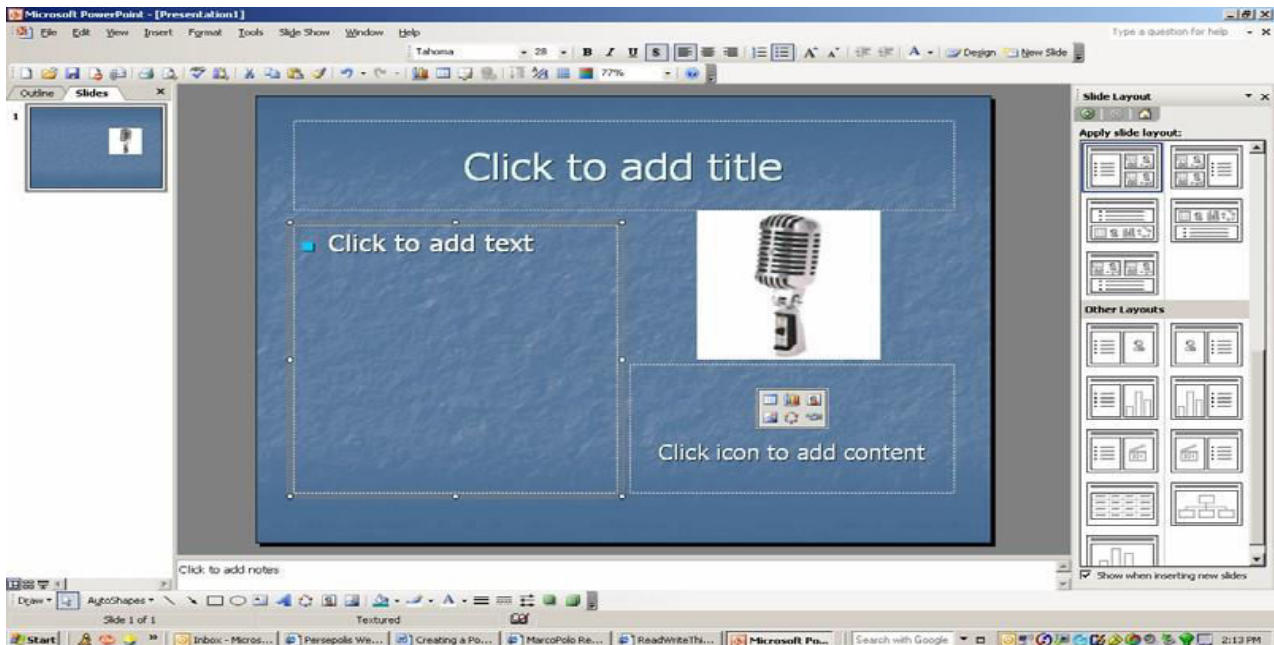 Microsoft PowerPoint - [Presentation1]
File Edit View Insert Format Tools Slide Show Window Help
Type a question for help
Tahoma 28 B I U S A A A Design New Slide
77%
Outline Slides
Slide Layout
1
Apply slide layout:
Click to add title
Click to add text
Other Layouts
Click icon to add content
Click to add notes
Show when inserting new slides
Draw AutoShapes A
Slide 1 of 1 Textured
Start Inbox - Micros... Persepolis We... Creating a Po... MarcoPolo Re... ReadWriteThi... Microsoft Po... Search with Google 2:13 PM